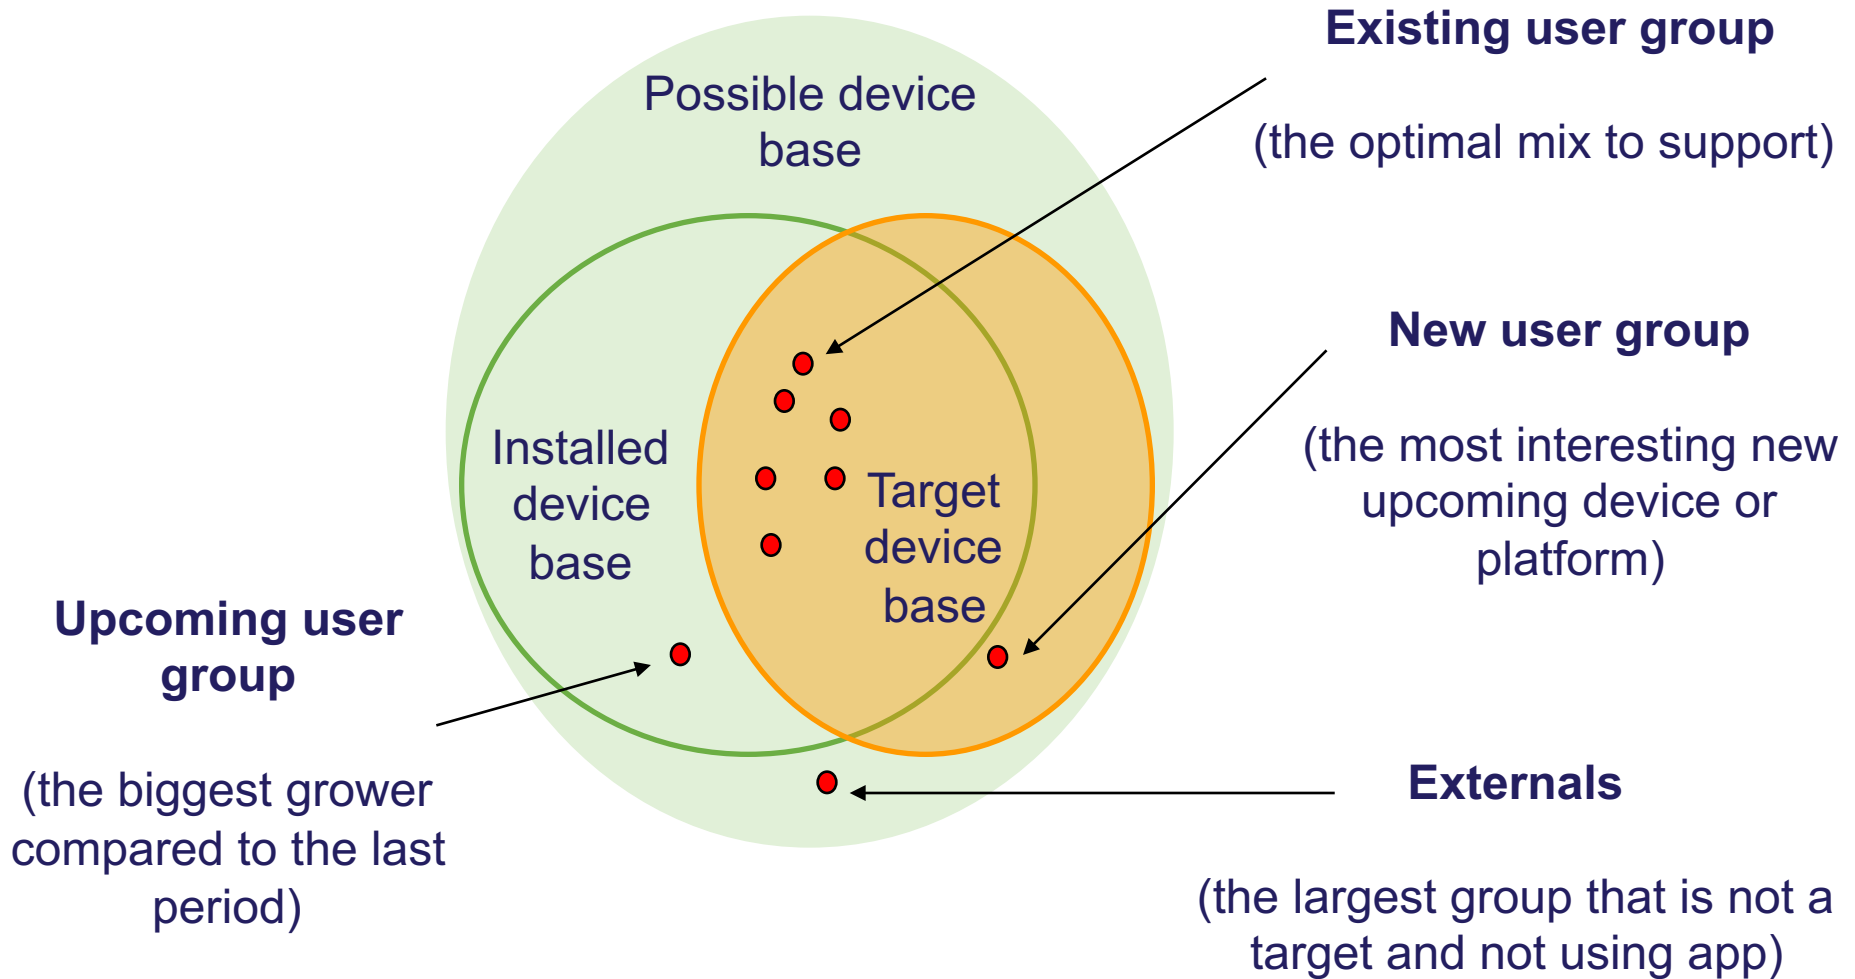 Existing user group
(the optimal mix to support)
Possible device
base
New user group
(the most interesting new
upcoming device or
platform)
Installed
device
base
Target
device
base
Upcoming user
group
(the biggest grower
compared to the last
period)
Externals
(the largest group that is not a
target and not using app)